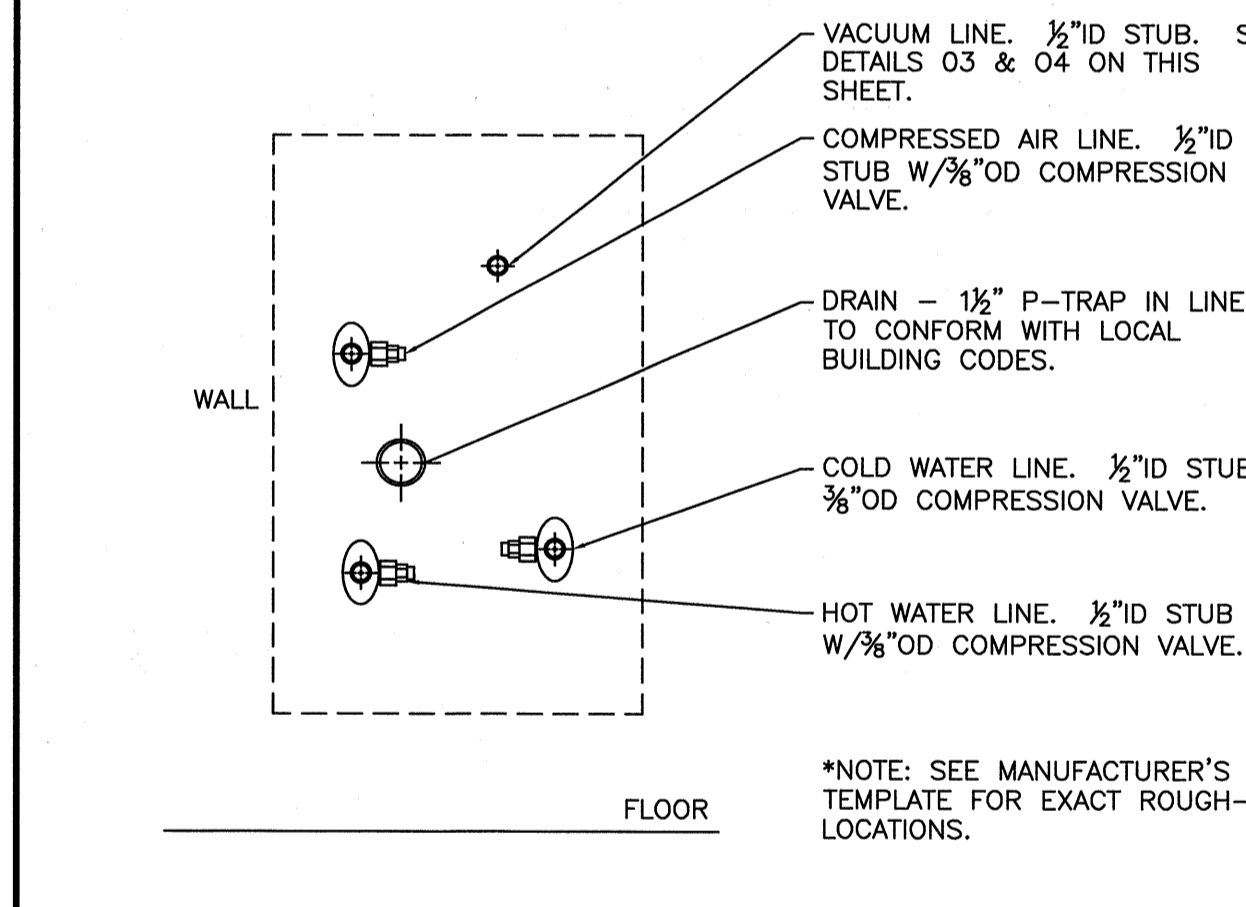 VACUUM LINE. ½"ID STUB.
DETAILS 03 & 04 ON THIS
SHEET.
COMPRESSED AIR LINE. ½"ID
STUB W/⅜"OD COMPRESSION
VALVE.
DRAIN – 1½" P–TRAP IN LINE
TO CONFORM WITH LOCAL
BUILDING CODES.
WALL
COLD WATER LINE. ½"ID STUB
⅜"OD COMPRESSION VALVE.
HOT WATER LINE. ½"ID STUB
W/⅜"OD COMPRESSION VALVE.
*NOTE: SEE MANUFACTURER'S
TEMPLATE FOR EXACT ROUGH–
LOCATIONS.
FLOOR